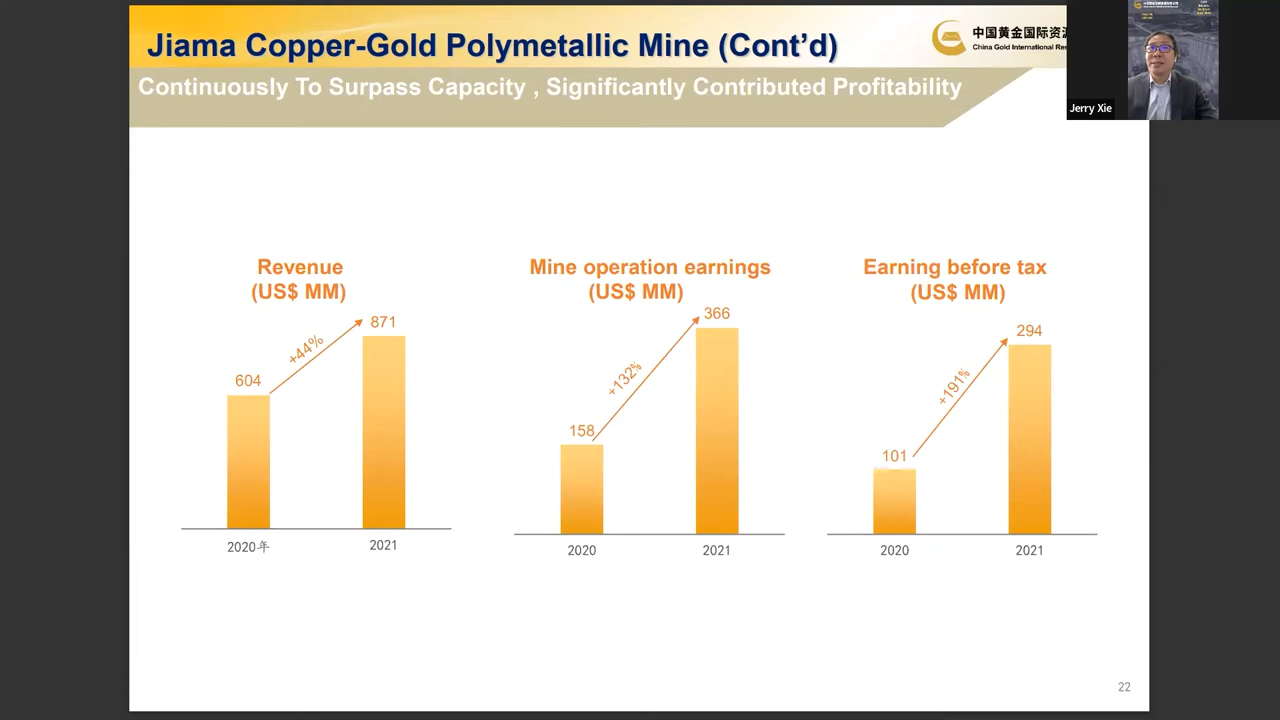 Jiama Copper-Gold Polymetallic Mine (Cont’d)
中国黄金国际资源
China Gold International Res
Continuously To Surpass Capacity , Significantly Contributed Profitability
Jerry Xie
Revenue
(US$ MM)
+44%
604
871
2020年
2021
Mine operation earnings
(US$ MM)
+132%
158
366
2020
2021
Earning before tax
(US$ MM)
+191%
101
294
2020
2021
22